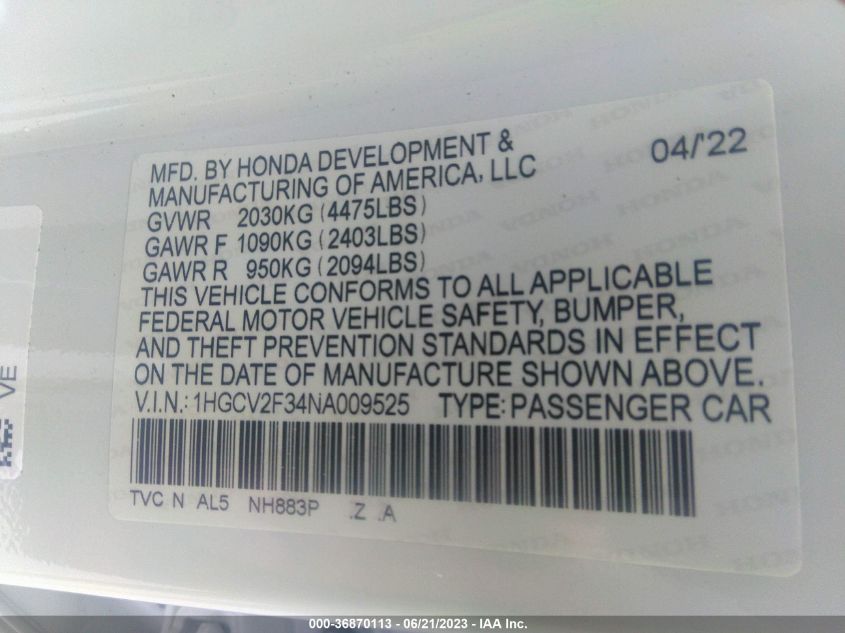 MFD. BY HONDA DEVELOPMENT &
MANUFACTURING OF AMERICA, LLC
04/'22
GVWR 2030KG (4475LBS)
GAWR F 1090KG (2403LBS)
GAWR R 950KG (2094LBS)
THIS VEHICLE CONFORMS TO ALL APPLICABLE
FEDERAL MOTOR VEHICLE SAFETY, BUMPER,
AND THEFT PREVENTION STANDARDS IN EFFECT
ON THE DATE OF MANUFACTURE SHOWN ABOVE.
V.I.N.: 1HGCV2F34NA009525 TYPE: PASSENGER CAR
TVC N AL5 NH883P .Z .A
VE
000-36870113 - 06/21/2023 - IAA Inc.